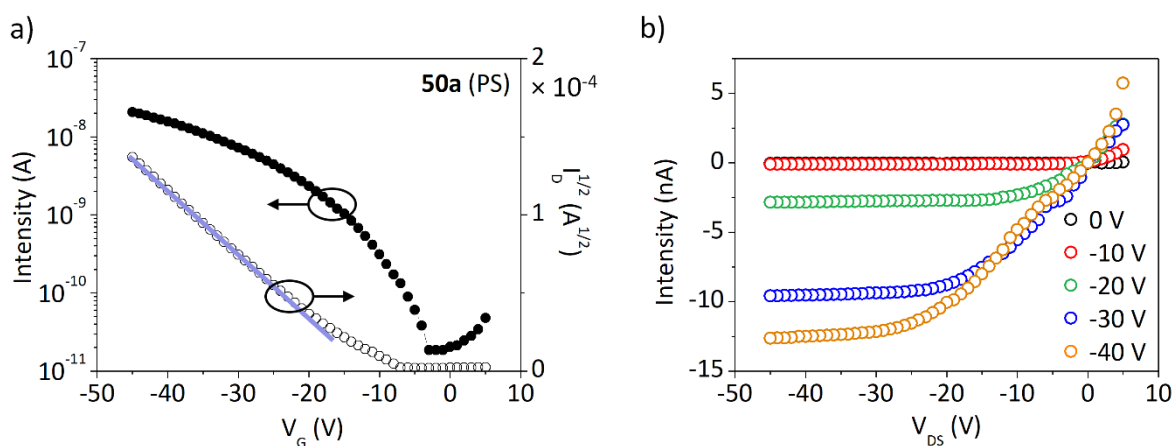 a)
50a (PS)
Intensity (A)
10⁻⁷
10⁻⁸
10⁻⁹
10⁻¹⁰
10⁻¹¹
-50 -40 -30 -20 -10 0 10
V_G (V)
2
× 10⁻⁴
1
0
I_D^1/2 (A^1/2)
b)
Intensity (nA)
5
0
-5
-10
-15
-50 -40 -30 -20 -10 0
V_DS (V)
0 V
-10 V
-20 V
-30 V
-40 V